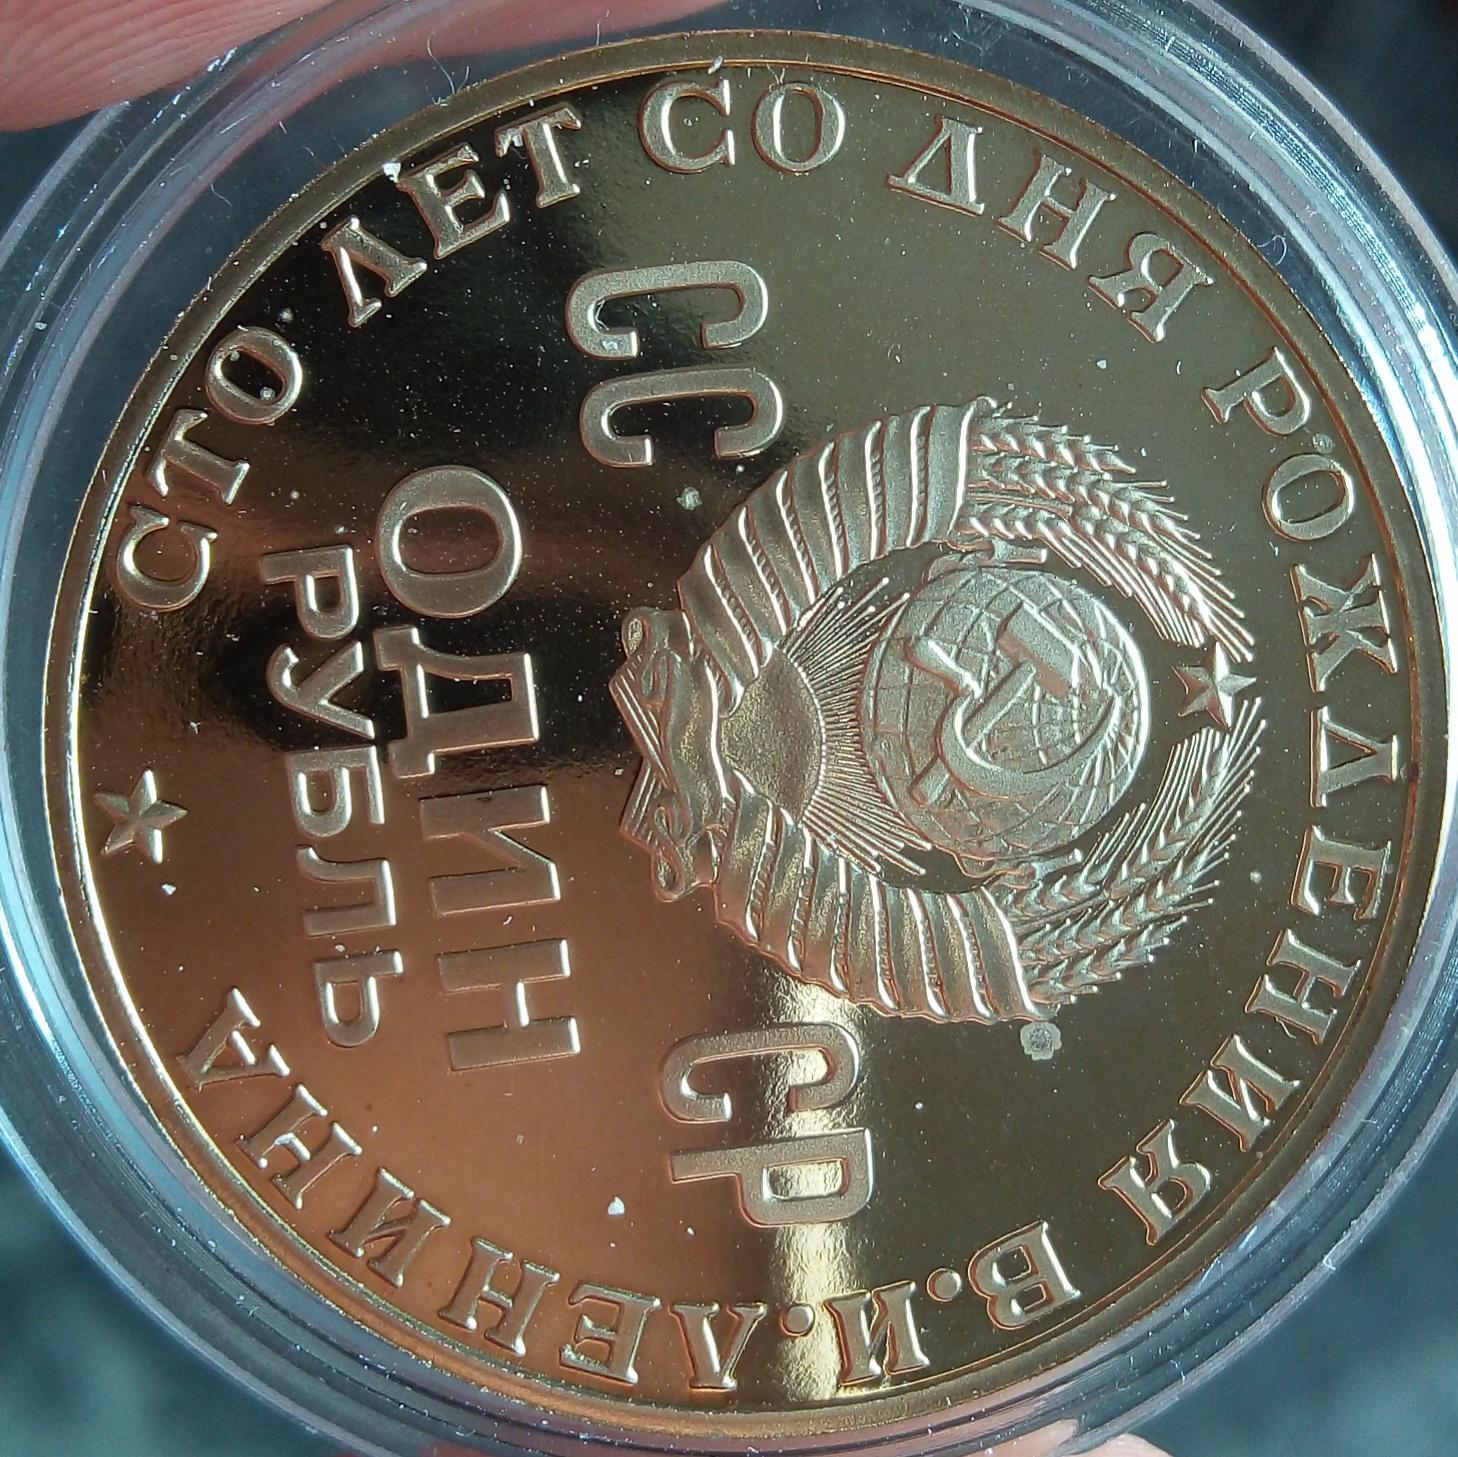 СТО ЛЕТ СО ДНЯ РОЖДЕНИЯ В·И·ЛЕНИНА
СС СР
ОДИН
РУБЛЬ